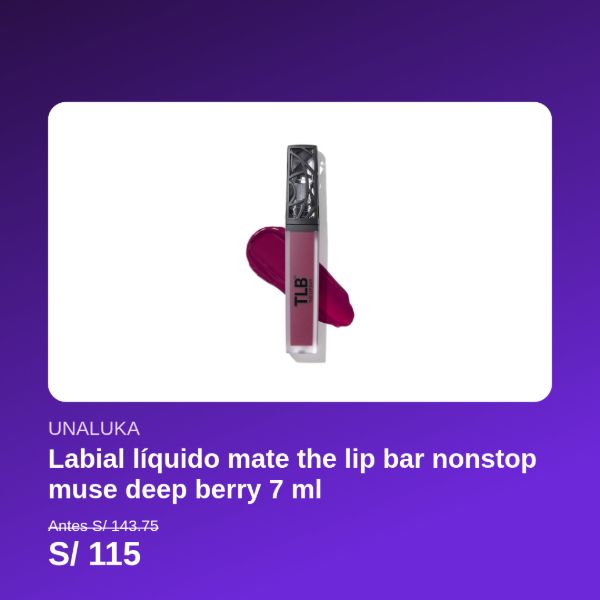 TLB
UNALUKA
Labial líquido mate the lip bar nonstop
muse deep berry 7 ml
Antes S/ 143.75
S/ 115